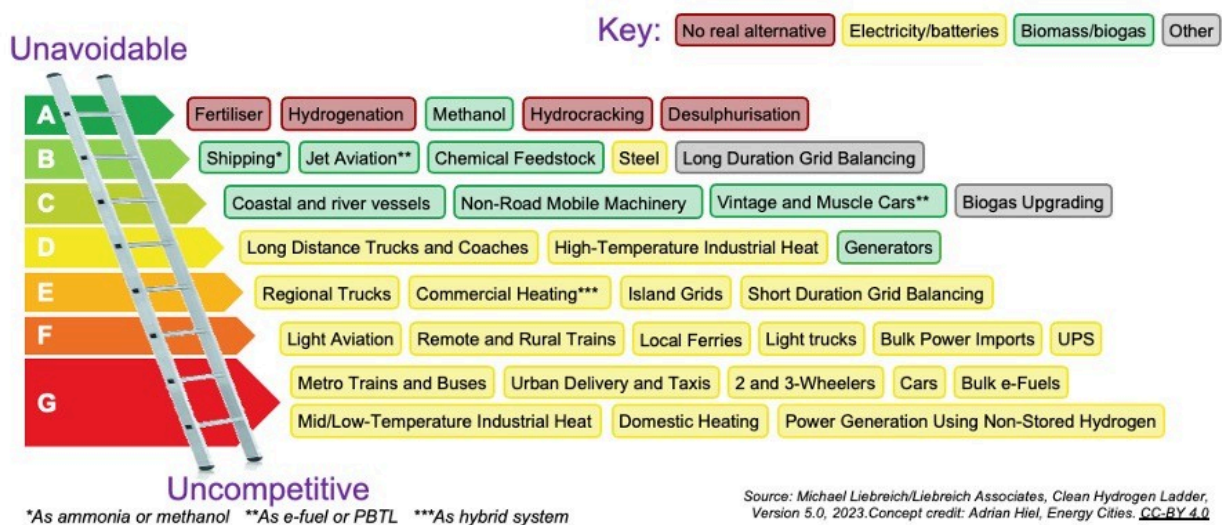 Key: No real alternative Electricity/batteries Biomass/biogas Other
Unavoidable
A Fertiliser Hydrogenation Methanol Hydrocracking Desulphurisation
B Shipping* Jet Aviation** Chemical Feedstock Steel Long Duration Grid Balancing
C Coastal and river vessels Non-Road Mobile Machinery Vintage and Muscle Cars** Biogas Upgrading
D Long Distance Trucks and Coaches High-Temperature Industrial Heat Generators
E Regional Trucks Commercial Heating*** Island Grids Short Duration Grid Balancing
F Light Aviation Remote and Rural Trains Local Ferries Light trucks Bulk Power Imports UPS
G Metro Trains and Buses Urban Delivery and Taxis 2 and 3-Wheelers Cars Bulk e-Fuels
Mid/Low-Temperature Industrial Heat Domestic Heating Power Generation Using Non-Stored Hydrogen
Uncompetitive
*As ammonia or methanol **As e-fuel or PBTL ***As hybrid system
Source: Michael Liebreich/Liebreich Associates, Clean Hydrogen Ladder,
Version 5.0, 2023.Concept credit: Adrian Hiel, Energy Cities. CC-BY 4.0